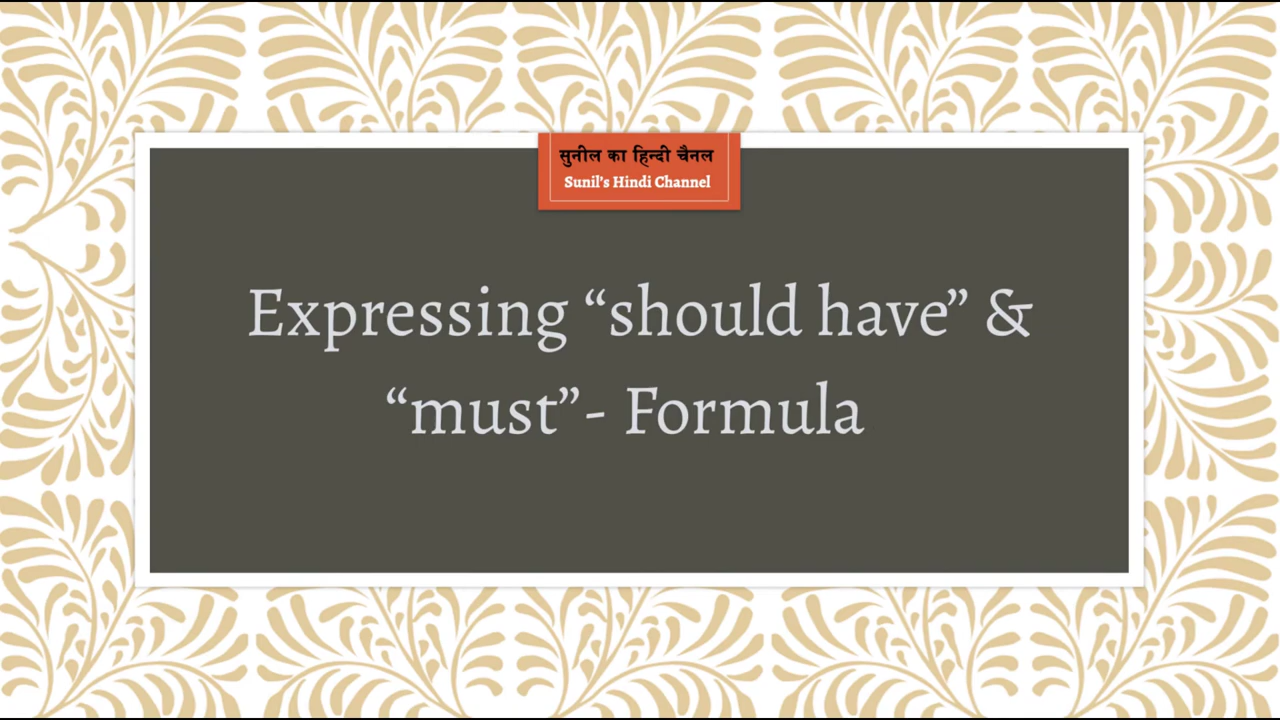 सुनील का हिन्दी चैनल
Sunil’s Hindi Channel
Expressing “should have” &
“must”- Formula